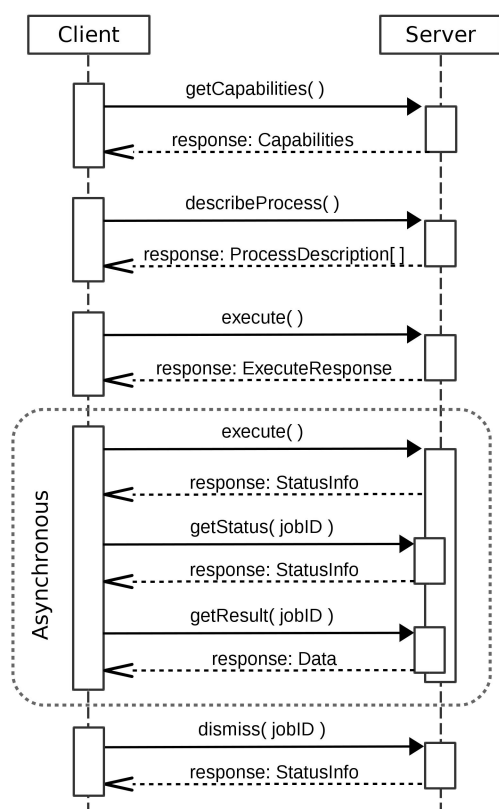 Client
Server
getCapabilities( )
response: Capabilities
describeProcess( )
response: ProcessDescription[ ]
execute( )
response: ExecuteResponse
Asynchronous
execute( )
response: StatusInfo
getStatus( jobID )
response: StatusInfo
getResult( jobID )
response: Data
dismiss( jobID )
response: StatusInfo